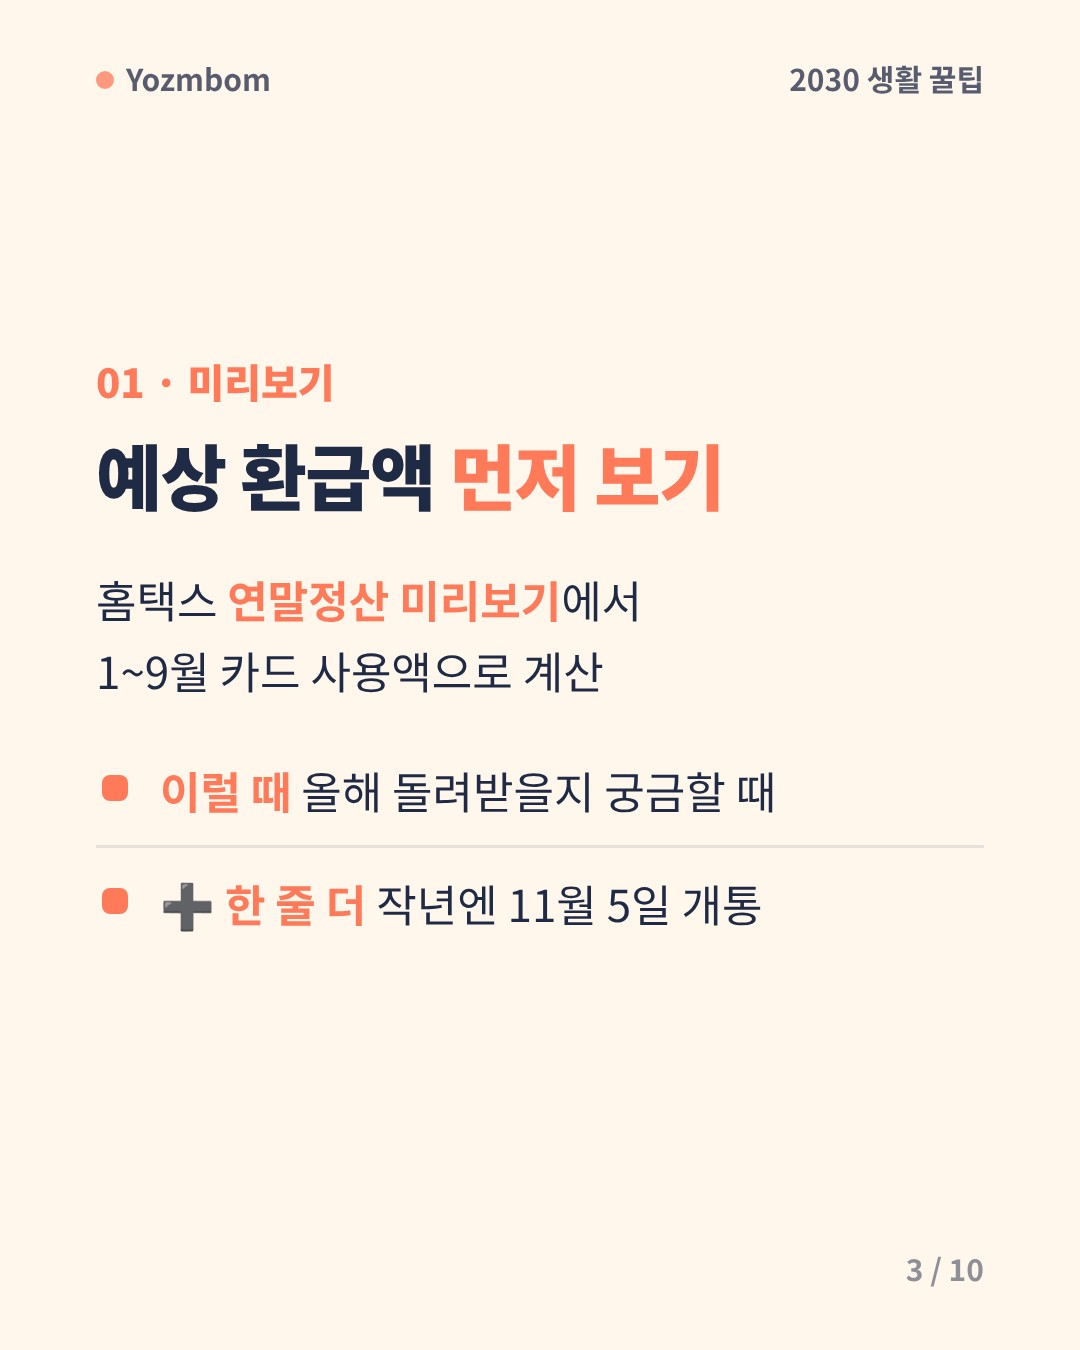 Yozmbom
2030 생활 꿀팁
01 · 미리보기
예상 환급액 먼저 보기
홈택스 연말정산 미리보기에서
1~9월 카드 사용액으로 계산
이럴 때 올해 돌려받을지 궁금할 때
➕ 한 줄 더 작년엔 11월 5일 개통
3 / 10